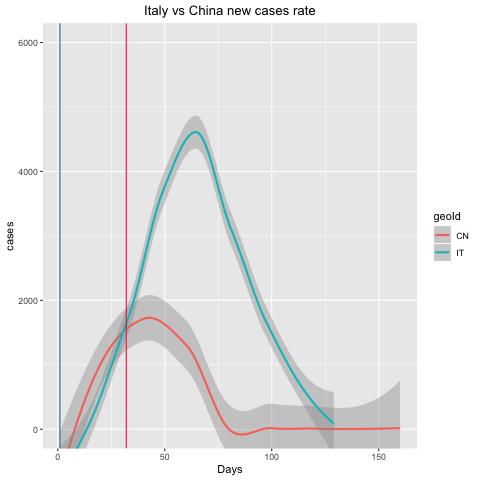 Italy vs China new cases rate
6000
4000
2000
0
cases
0 50 100 150
Days
geoId
CN
IT